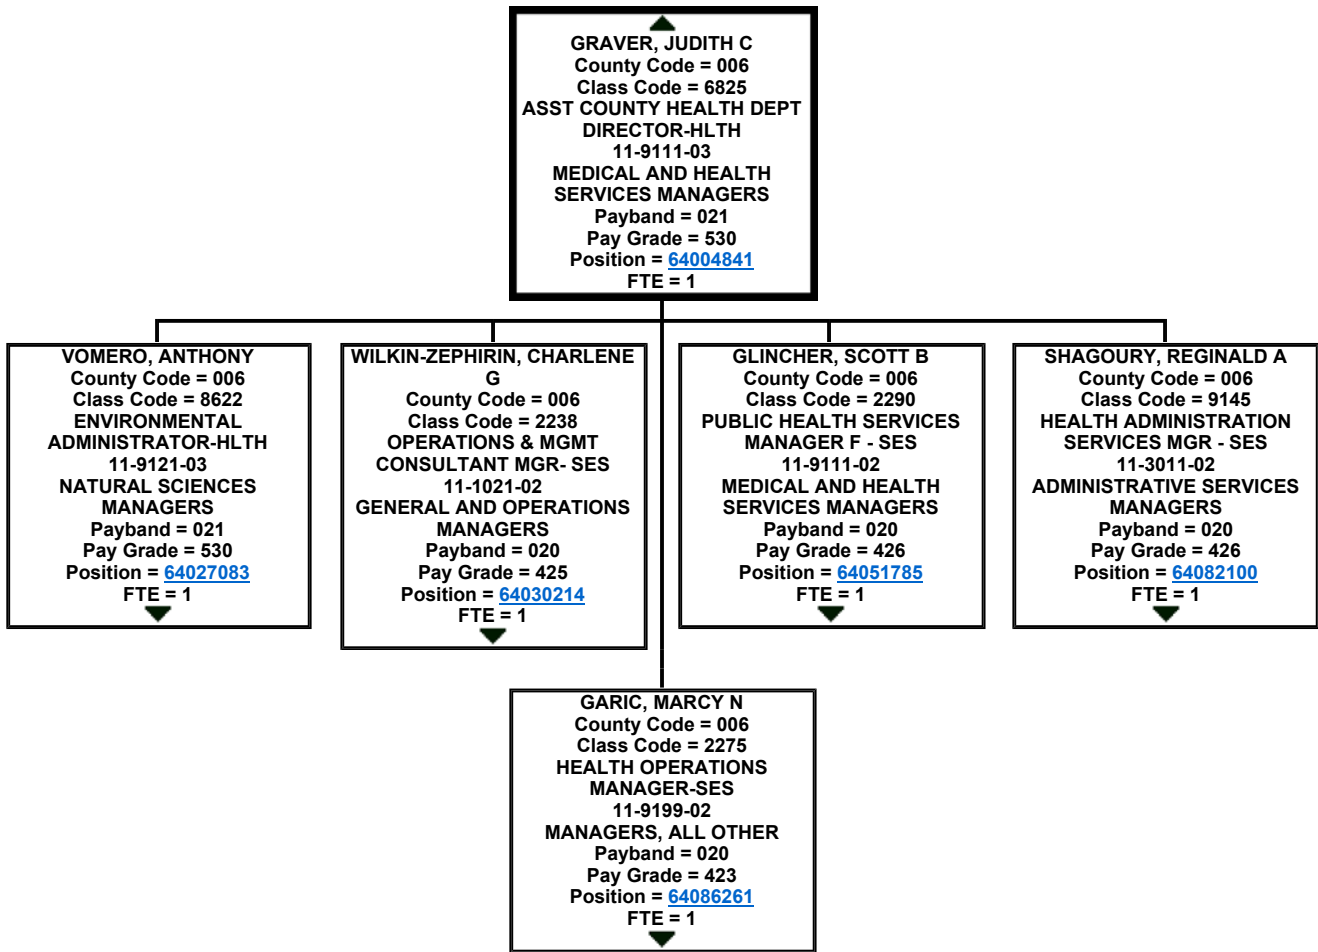 GRAVER, JUDITH C
County Code = 006
Class Code = 6825
ASST COUNTY HEALTH DEPT
DIRECTOR-HLTH
11-9111-03
MEDICAL AND HEALTH
SERVICES MANAGERS
Payband = 021
Pay Grade = 530
Position = 64004841
FTE = 1
VOMERO, ANTHONY
County Code = 006
Class Code = 8622
ENVIRONMENTAL
ADMINISTRATOR-HLTH
11-9121-03
NATURAL SCIENCES
MANAGERS
Payband = 021
Pay Grade = 530
Position = 64027083
FTE = 1
WILKIN-ZEPHIRIN, CHARLENE
G
County Code = 006
Class Code = 2238
OPERATIONS & MGMT
CONSULTANT MGR- SES
11-1021-02
GENERAL AND OPERATIONS
MANAGERS
Payband = 020
Pay Grade = 425
Position = 64030214
FTE = 1
GLINCHER, SCOTT B
County Code = 006
Class Code = 2290
PUBLIC HEALTH SERVICES
MANAGER F - SES
11-9111-02
MEDICAL AND HEALTH
SERVICES MANAGERS
Payband = 020
Pay Grade = 426
Position = 64051785
FTE = 1
SHAGOURY, REGINALD A
County Code = 006
Class Code = 9145
HEALTH ADMINISTRATION
SERVICES MGR - SES
11-3011-02
ADMINISTRATIVE SERVICES
MANAGERS
Payband = 020
Pay Grade = 426
Position = 64082100
FTE = 1
GARIC, MARCY N
County Code = 006
Class Code = 2275
HEALTH OPERATIONS
MANAGER-SES
11-9199-02
MANAGERS, ALL OTHER
Payband = 020
Pay Grade = 423
Position = 64086261
FTE = 1